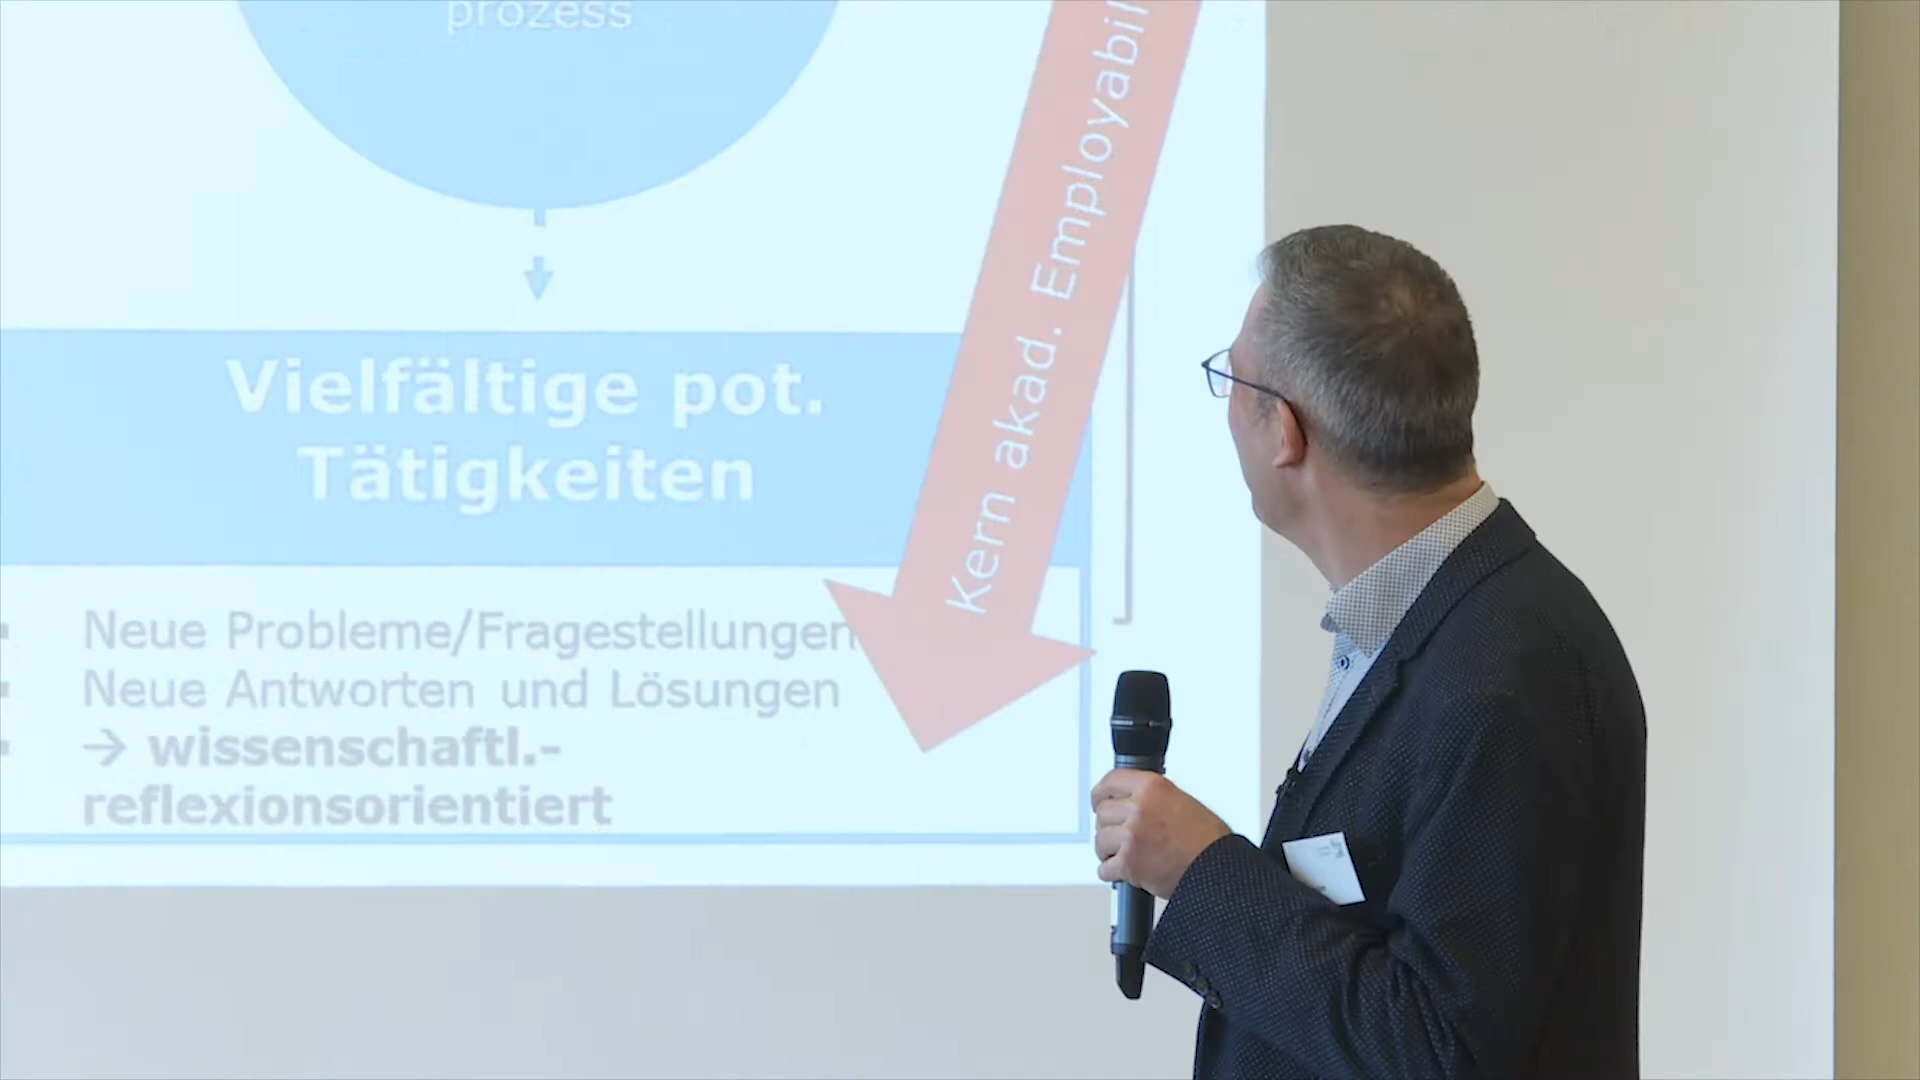 prozess
Kern akad. Employabil
Vielfältige pot.
Tätigkeiten
Neue Probleme/Fragestellungen
Neue Antworten und Lösungen
→ wissenschaftl.-
reflexionsorientiert